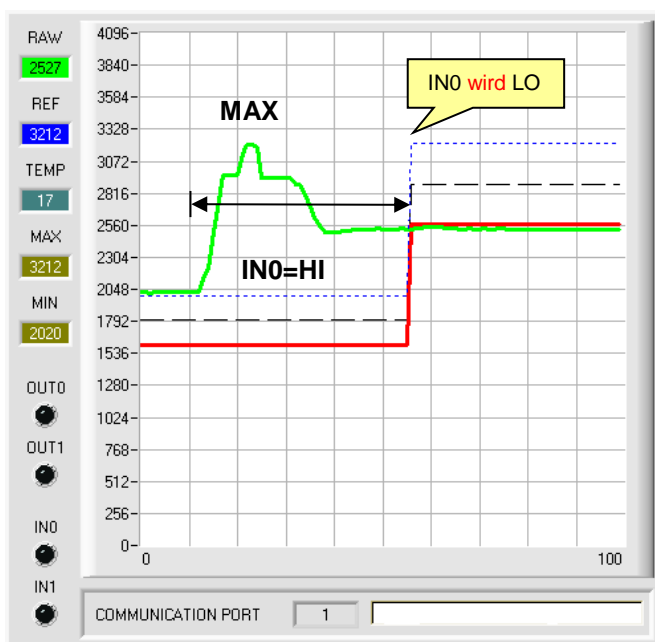 RAW
2527
REF
3212
TEMP
17
MAX
3212
MIN
2020
OUT0
OUT1
IN0
IN1
4096
3840
3584
3328
3072
2816
2560
2304
2048
1792
1536
1280
1024
768
512
256
0
0
100
MAX
IN0 wird LO
IN0=HI
COMMUNICATION PORT
1